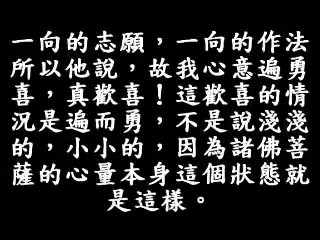 一向的志願，一向的作法
所以他說，故我心意遍勇
喜，真歡喜！這歡喜的情
況是遍而勇，不是說淺淺
的，小小的，因為諸佛菩
薩的心量本身這個狀態就
是這樣。